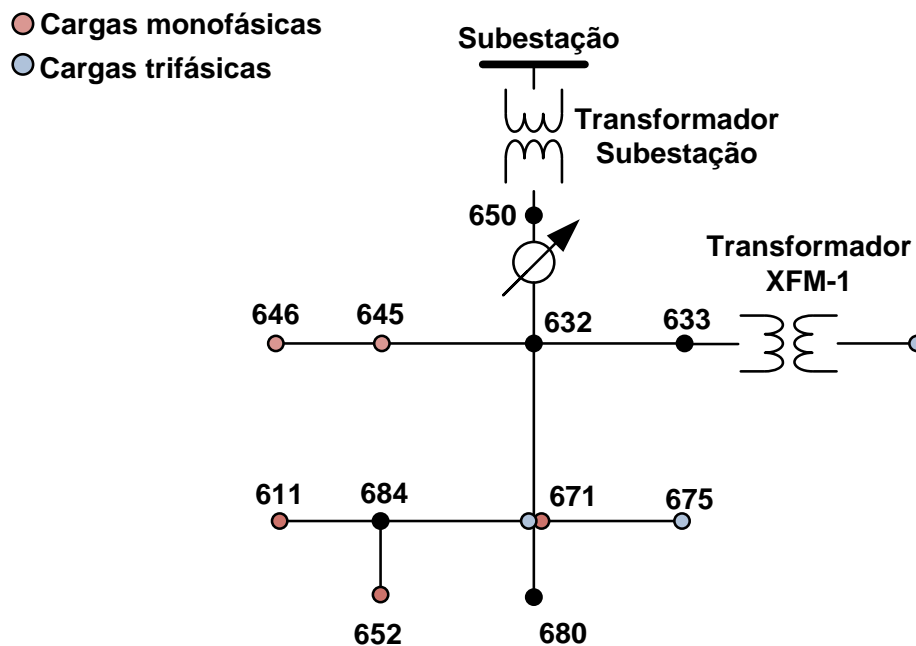 Cargas monofásicas
Cargas trifásicas
Subestação
Transformador
Subestação
650
Transformador
XFM-1
646
645
632
633
611
684
671
675
652
680